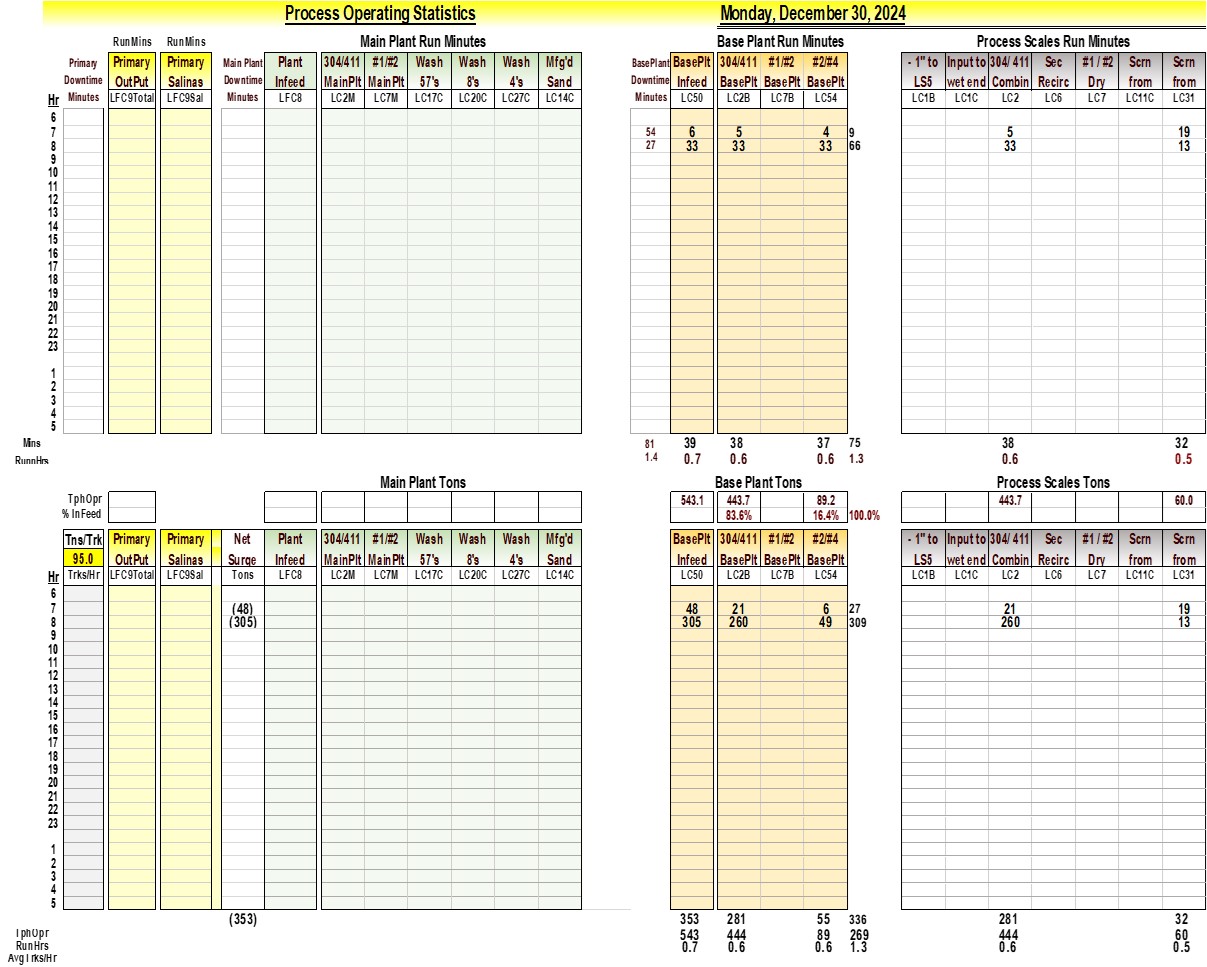 Process Operating Statistics Monday, December 30, 2024
RunMins RunMins Main Plant Run Minutes Base Plant Run Minutes Process Scales Run Minutes
Primary Primary Primary Main Plant Plant 304/411 #1/#2 Wash Wash Wash Mfg'd BasePlant BasePlt 304/411 #1/#2 #2/#4 - 1" to Input to 304/ 411 Sec #1 / #2 Scrn Scrn
Downtime OutPut Salinas Downtime Infeed MainPlt MainPlt 57's 8's 4's Sand Downtime Infeed BasePlt BasePlt BasePlt LS5 wet end Combin Recirc Dry from from
Hr Minutes LFC9Total LFC9Sal Minutes LFC8 LC2M LC7M LC17C LC20C LC27C LC14C Minutes LC50 LC2B LC7B LC54 LC1B LC1C LC2 LC6 LC7 LC11C LC31
6
7 54 6 5 4 9 5 19
8 27 33 33 33 66 33 13
9
10
11
12
13
14
15
16
17
18
19
20
21
22
23
1
2
3
4
5
Mins 81 39 38 37 75 38 32
RunnHrs 1.4 0.7 0.6 0.6 1.3 0.6 0.5
Main Plant Tons Base Plant Tons Process Scales Tons
TphOpr 543.1 443.7 89.2 443.7 60.0
% InFeed 83.6% 16.4% 100.0%
Tns/Trk Primary Primary Net Plant 304/411 #1/#2 Wash Wash Wash Mfg'd BasePlt 304/411 #1/#2 #2/#4 - 1" to Input to 304/ 411 Sec #1 / #2 Scrn Scrn
95.0 OutPut Salinas Surge Infeed MainPlt MainPlt 57's 8's 4's Sand Infeed BasePlt BasePlt BasePlt LS5 wet end Combin Recirc Dry from from
Hr Trks/Hr LFC9Total LFC9Sal Tons LFC8 LC2M LC7M LC17C LC20C LC27C LC14C LC50 LC2B LC7B LC54 LC1B LC1C LC2 LC6 LC7 LC11C LC31
6
7 (48) 48 21 6 27 21 19
8 (305) 305 260 49 309 260 13
9
10
11
12
13
14
15
16
17
18
19
20
21
22
23
1
2
3
4
5
(353) 353 281 55 336 281 32
TphOpr 543 444 89 269 444 60
RunHrs 0.7 0.6 0.6 1.3 0.6 0.5
AvgTrks/Hr